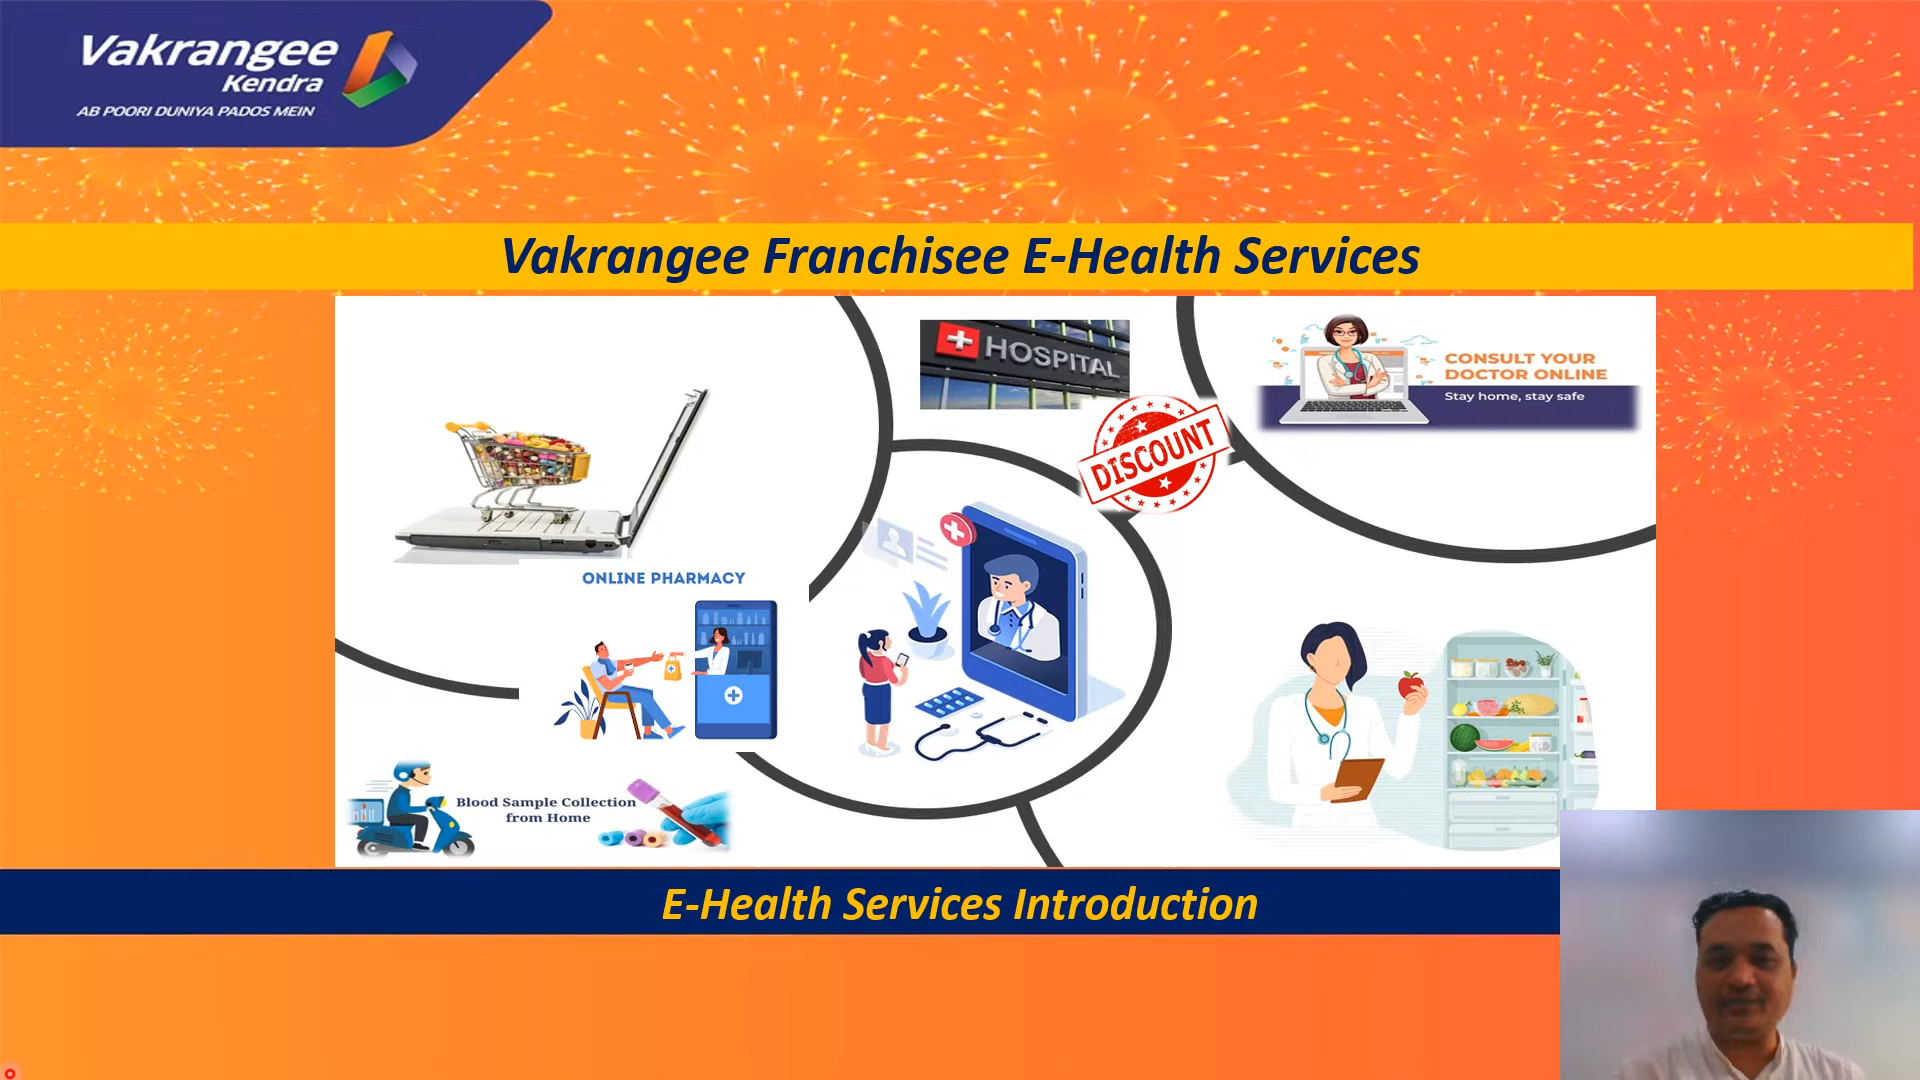 Vakrangee
Kendra
AB POORI DUNIYA PADOS MEIN
Vakrangee Franchisee E-Health Services
HOSPITAL
CONSULT YOUR
DOCTOR ONLINE
Stay home, stay safe
DISCOUNT
ONLINE PHARMACY
Blood Sample Collection
from Home
E-Health Services Introduction